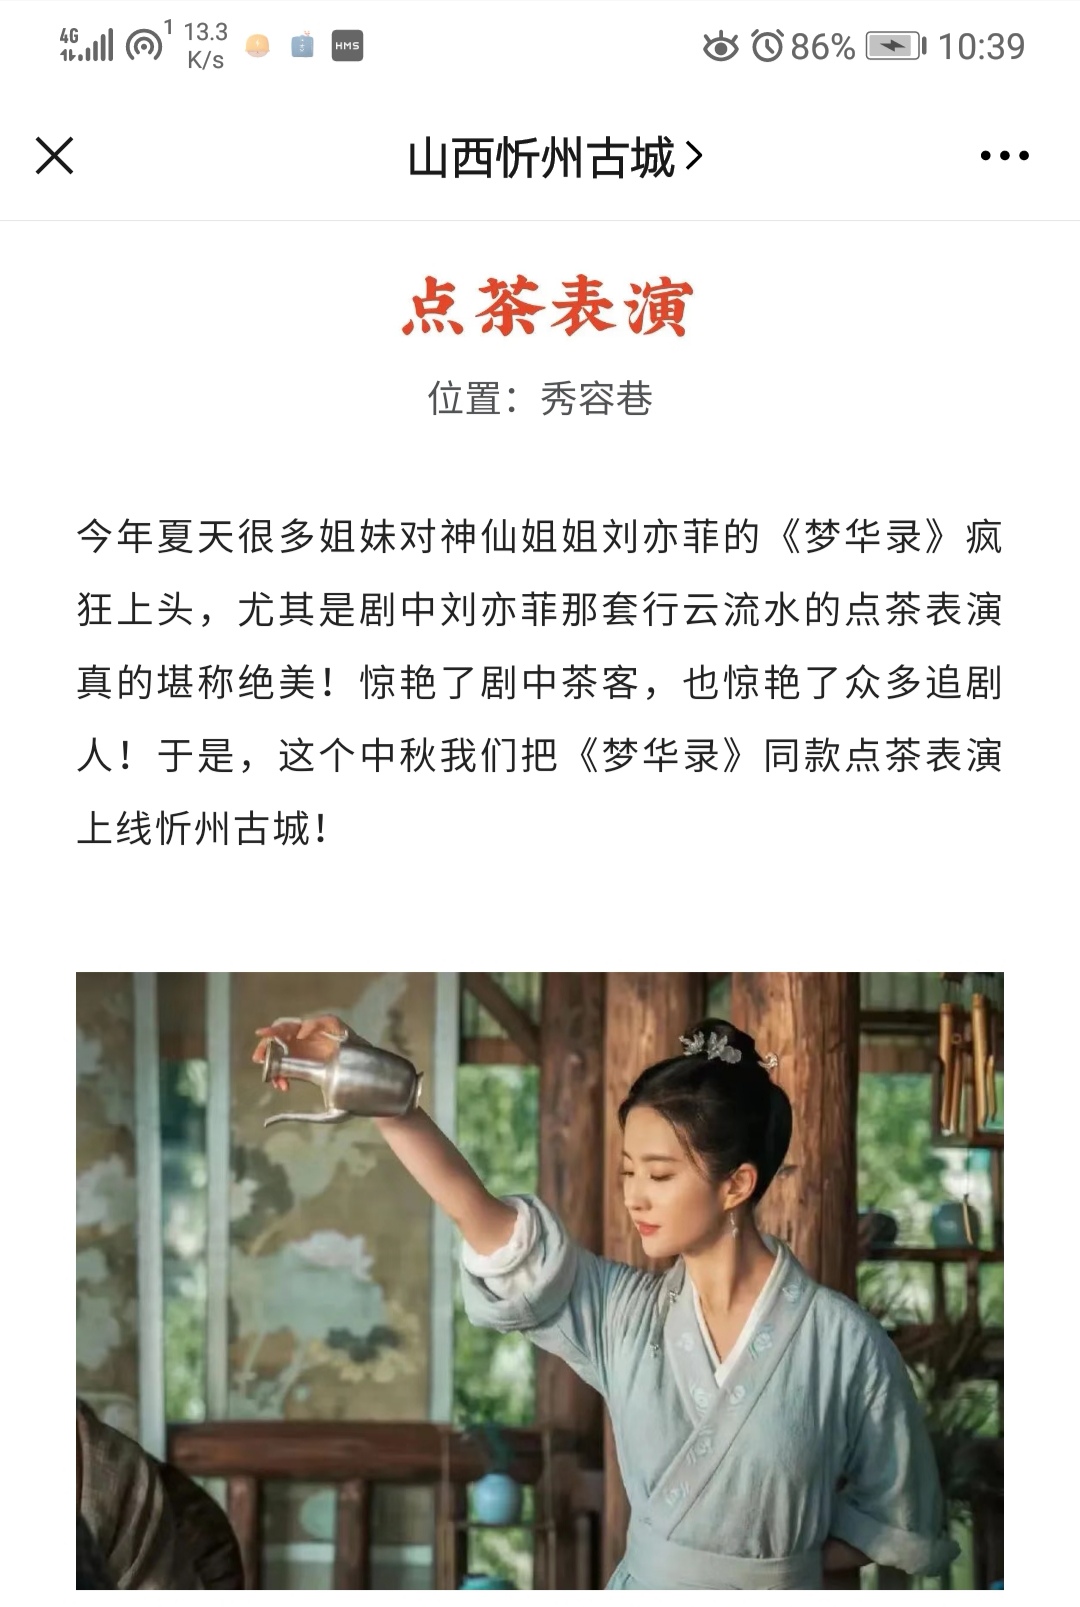 4G 1 13.3 K/s HMS 86% 10:39
山西忻州古城
点茶表演
位置：秀容巷
今年夏天很多姐妹对神仙姐姐刘亦菲的《梦华录》疯
狂上头，尤其是剧中刘亦菲那套行云流水的点茶表演
真的堪称绝美！惊艳了剧中茶客，也惊艳了众多追剧
人！于是，这个中秋我们把《梦华录》同款点茶表演
上线忻州古城！